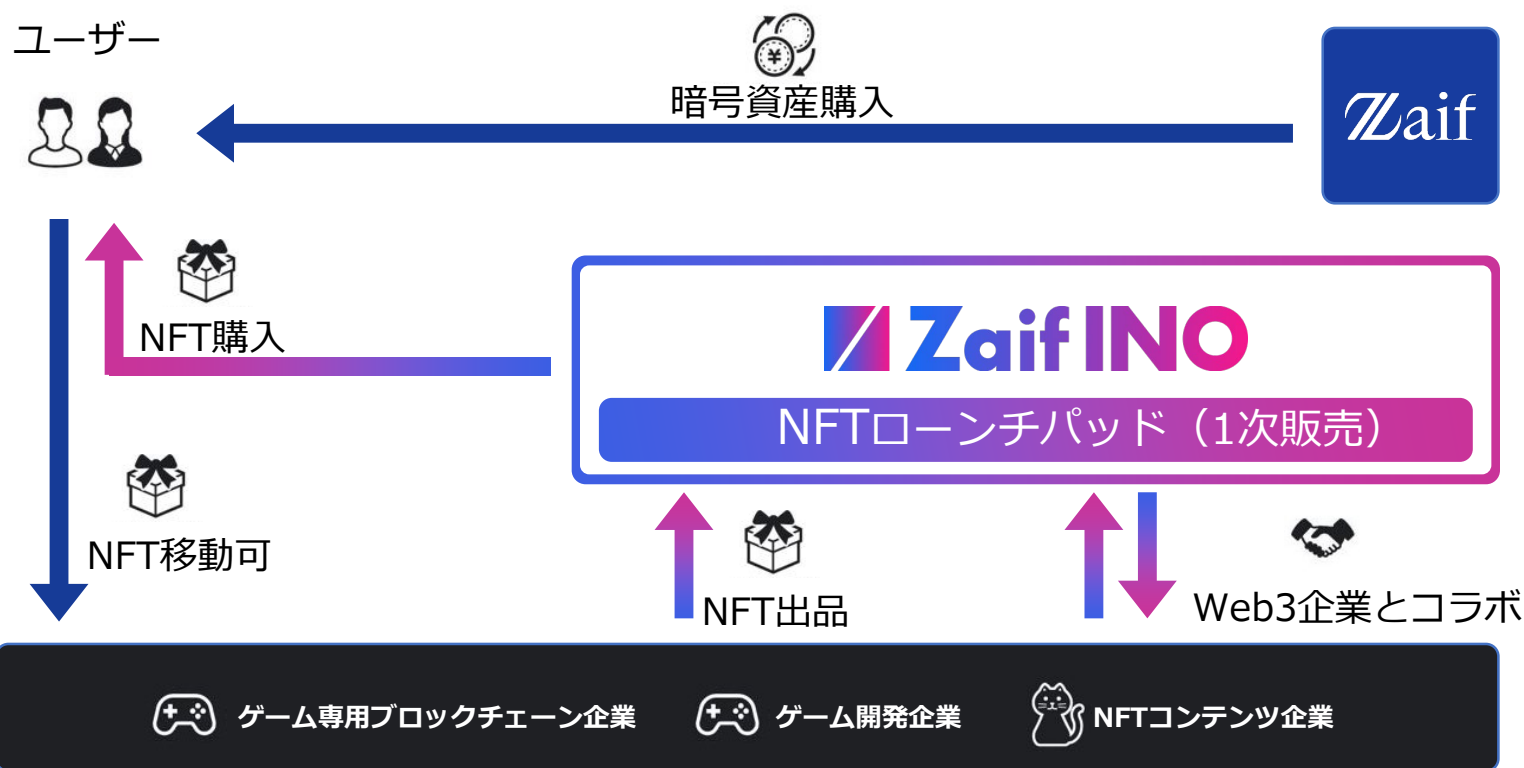 ユーザー
暗号資産購入
Zaif
NFT購入
Zaif INO
NFTローンチパッド（1次販売）
NFT移動可
NFT出品
Web3企業とコラボ
ゲーム専用ブロックチェーン企業
ゲーム開発企業
NFTコンテンツ企業